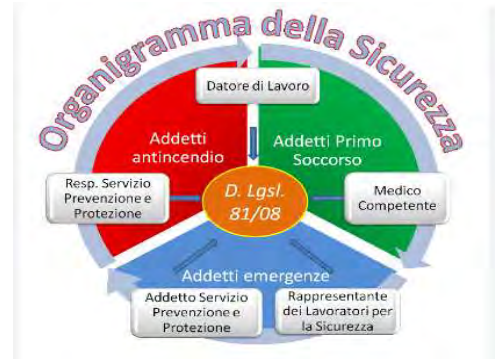 Organigramma della Sicurezza
Datore di Lavoro
Addetti
antincendio
Addetti Primo
Soccorso
Resp. Servizio
Prevenzione e
Protezione
D. Lgsl.
81/08
Medico
Competente
Addetti emergenze
Addetto Servizio
Prevenzione e
Protezione
Rappresentante
dei Lavoratori per
la Sicurezza